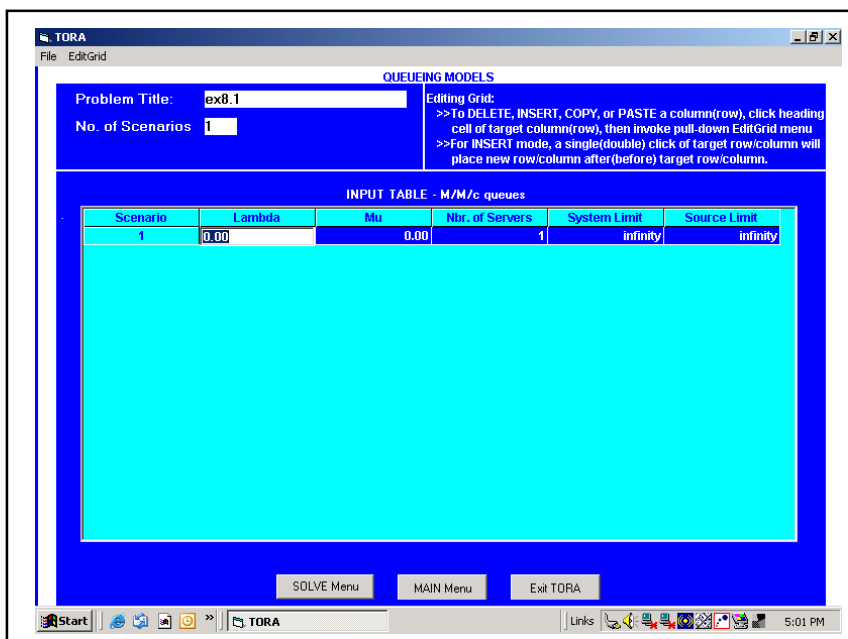 TORA
File EditGrid
QUEUEING MODELS
Problem Title: ex8.1
No. of Scenarios 1
Editing Grid:
>>To DELETE, INSERT, COPY, or PASTE a column(row), click heading
cell of target column(row), then invoke pull-down EditGrid menu
>>For INSERT mode, a single(double) click of target row/column will
place new row/column after(before) target row/column.
INPUT TABLE - M/M/c queues
Scenario Lambda Mu Nbr. of Servers System Limit Source Limit
1 0.00 0.00 1 infinity infinity
SOLVE Menu MAIN Menu Exit TORA
Start » TORA Links 5:01 PM